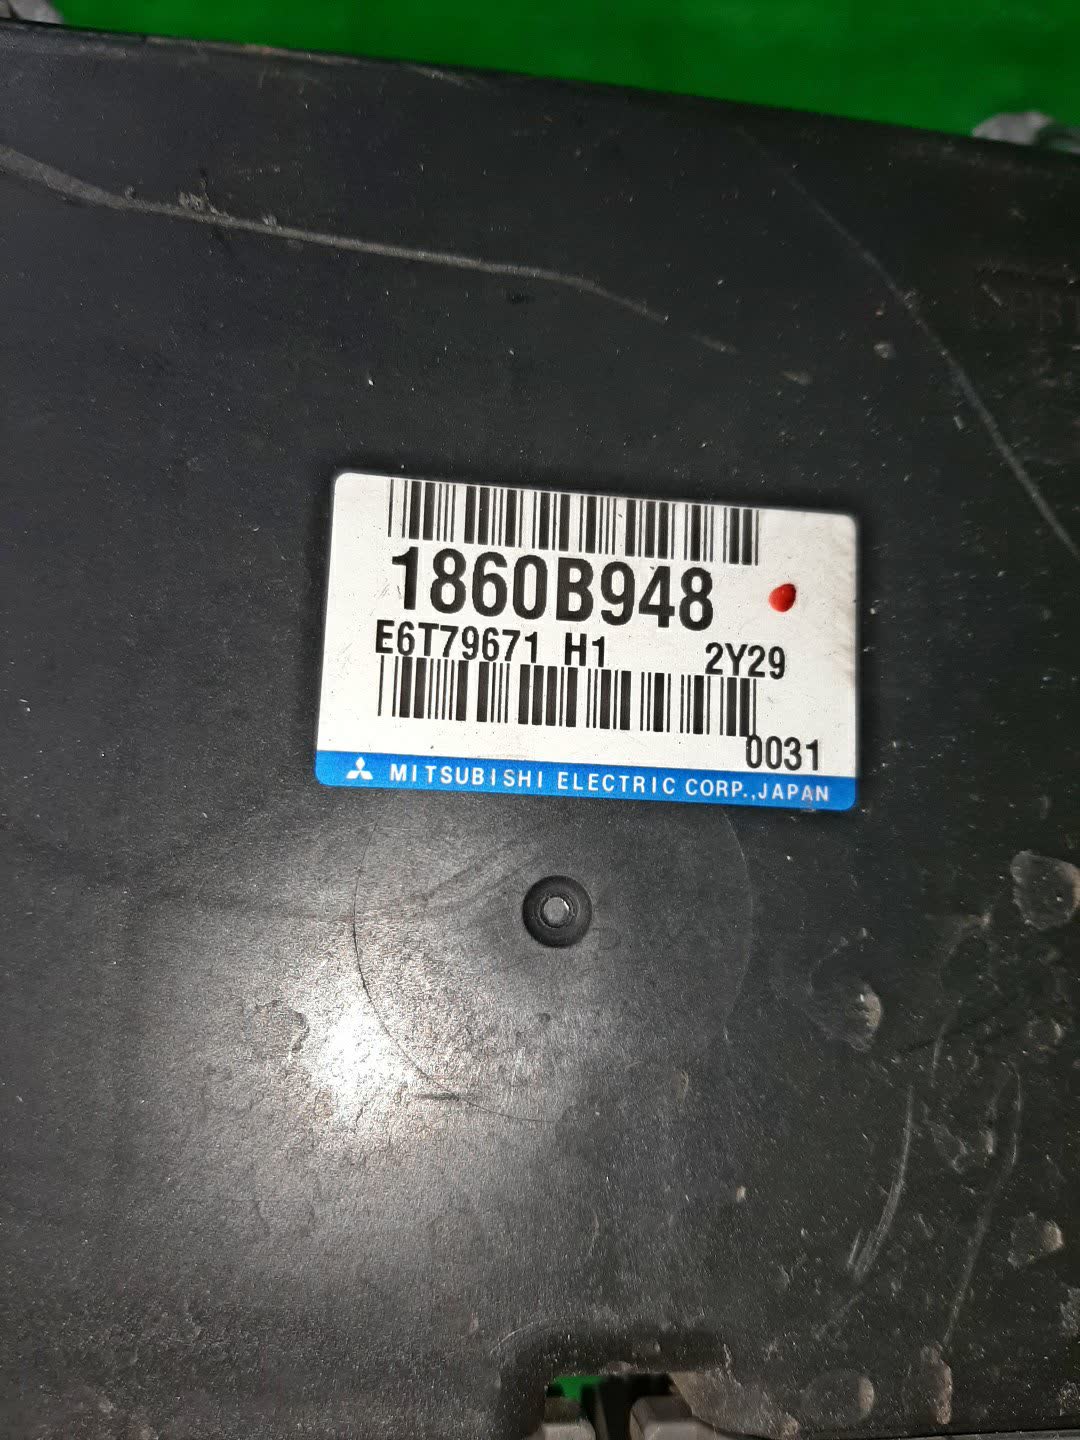 1860B948
E6T79671 H1 2Y29
0031
MITSUBISHI ELECTRIC CORP.,JAPAN